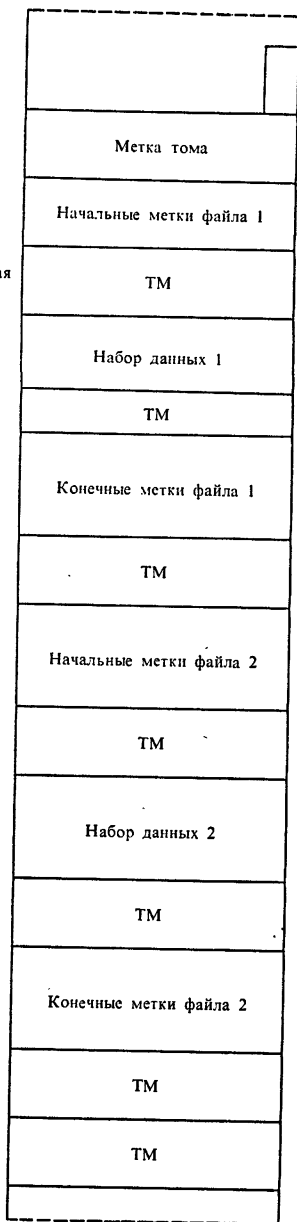 Метка тома
Начальные метки файла 1
ТМ
Набор данных 1
ТМ
Конечные метки файла 1
ТМ
Начальные метки файла 2
ТМ
Набор данных 2
ТМ
Конечные метки файла 2
ТМ
ТМ